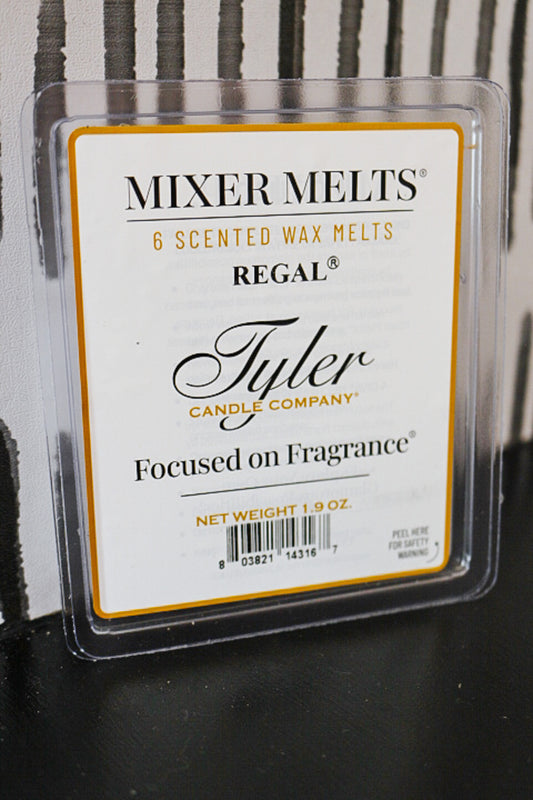 MIXER MELTS®
6 SCENTED WAX MELTS
REGAL®
Tyler
CANDLE COMPANY®
Focused on Fragrance®
NET WEIGHT 1.9 OZ.
8 03821 14316 7
PEEL HERE
FOR SAFETY
WARNING